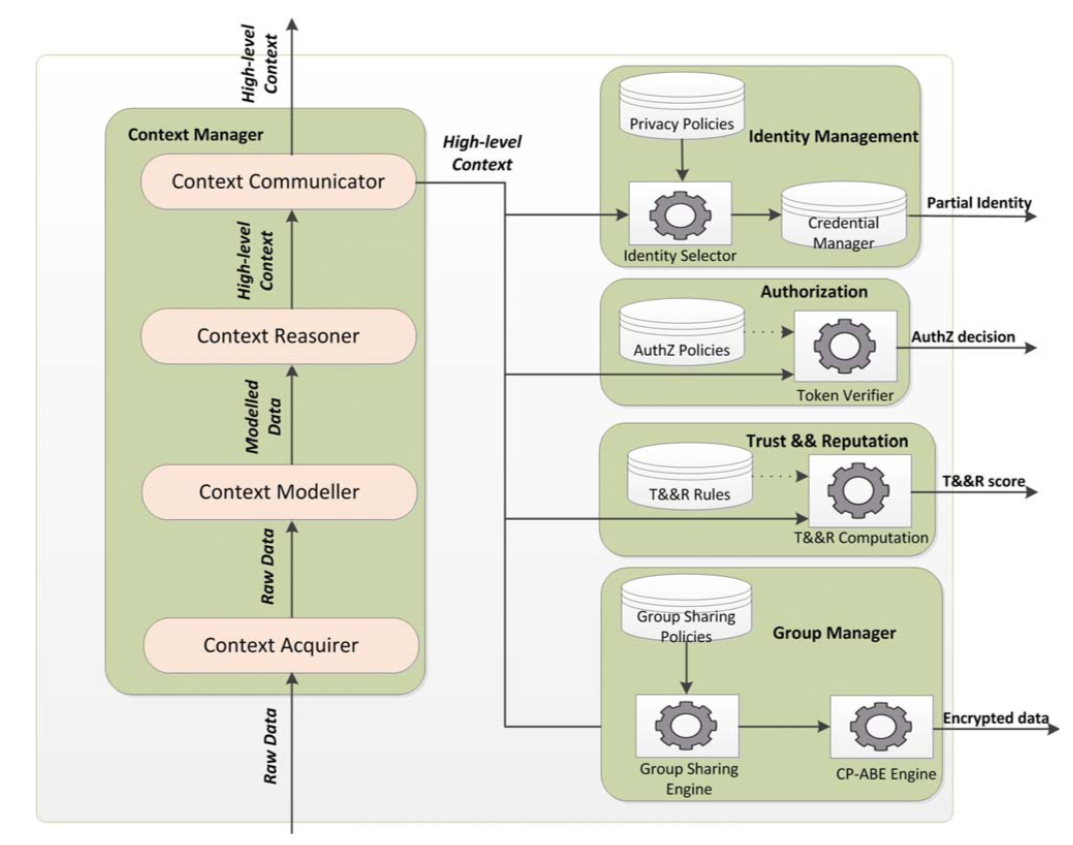 High-level
Context
Context Manager
Context Communicator
High-level
Context
Context Reasoner
Modelled
Data
Context Modeller
Raw Data
Context Acquirer
Raw Data
High-level
Context
Privacy Policies
Identity Management
Identity Selector
Credential
Manager
Partial Identity
Authorization
AuthZ Policies
Token Verifier
AuthZ decision
Trust && Reputation
T&&R Rules
T&&R Computation
T&&R score
Group Sharing
Policies
Group Manager
Group Sharing
Engine
CP-ABE Engine
Encrypted data